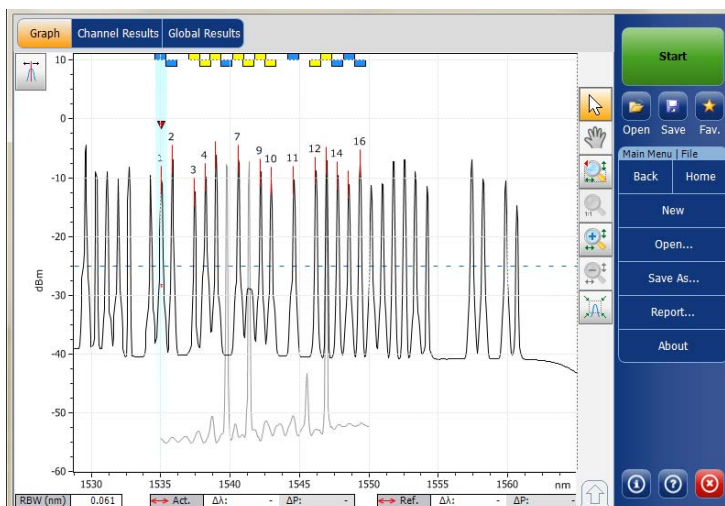 Graph Channel Results Global Results
Start
Open Save Fav.
Main Menu | File
Back Home
New
Open...
Save As...
Report...
About
10
0
-10
-20
-30
-40
-50
-60
dBm
1 2 3 4 7 9 10 11 12 14 16
1530 1535 1540 1545 1550 1555 1560 nm
RBW (nm) 0.061 Act. Δλ: - ΔP: - Ref. Δλ: - ΔP: -